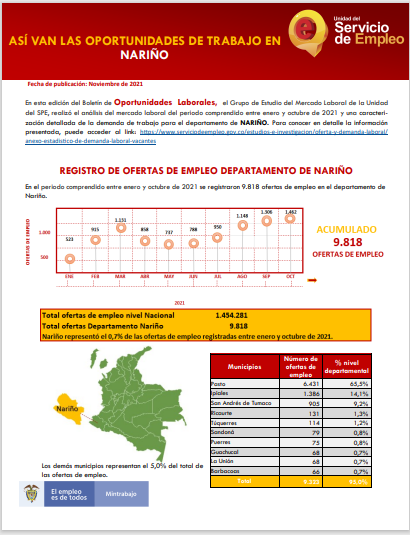 ASÍ VAN LAS OPORTUNIDADES DE TRABAJO EN
NARIÑO
Unidad del
Servicio
de Empleo
Fecha de publicación: Noviembre de 2021
En esta edición del Boletín de Oportunidades Laborales, el Grupo de Estudio del Mercado Laboral de la Unidad
del SPE, realizó el análisis del mercado laboral del periodo comprendido entre enero y octubre de 2021 y una caracteri-
zación detallada de la demanda de trabajo para el departamento de NARIÑO. Para conocer en detalle la información
presentada, puede acceder al link: https://www.serviciodeempleo.gov.co/estudios-e-investigacion/oferta-y-demanda-laboral/
anexo-estadistico-de-demanda-laboral-vacantes
REGISTRO DE OFERTAS DE EMPLEO DEPARTAMENTO DE NARIÑO
En el periodo comprendido entre enero y octubre de 2021 se registraron 9.818 ofertas de empleo en el departamento de
Nariño.
OFERTAS DE EMPLEO
1.000
500
523 915 1.131 858 737 788 950 1.148 1.306 1.462
ENE FEB MAR ABR MAY JUN JUL AGO SEP OCT
2021
ACUMULADO
9.818
OFERTAS DE EMPLEO
Total ofertas de empleo nivel Nacional 1.454.281
Total ofertas Departamento Nariño 9.818
Nariño representó el 0,7% de las ofertas de empleo registradas entre enero y octubre de 2021.
Nariño
Los demás municipios representan el 5,0% del total de
las ofertas de empleo.
Municipios Número de ofertas de empleo % nivel departamental
Pasto 6.431 65,5%
Ipiales 1.386 14,1%
San Andrés de Tumaco 905 9,2%
Ricaurte 131 1,3%
Túquerres 114 1,2%
Sandoná 79 0,8%
Puerres 75 0,8%
Guachucal 68 0,7%
La Unión 68 0,7%
Barbacoas 66 0,7%
Total 9.323 95,0%
El empleo
es de todos
Mintrabajo